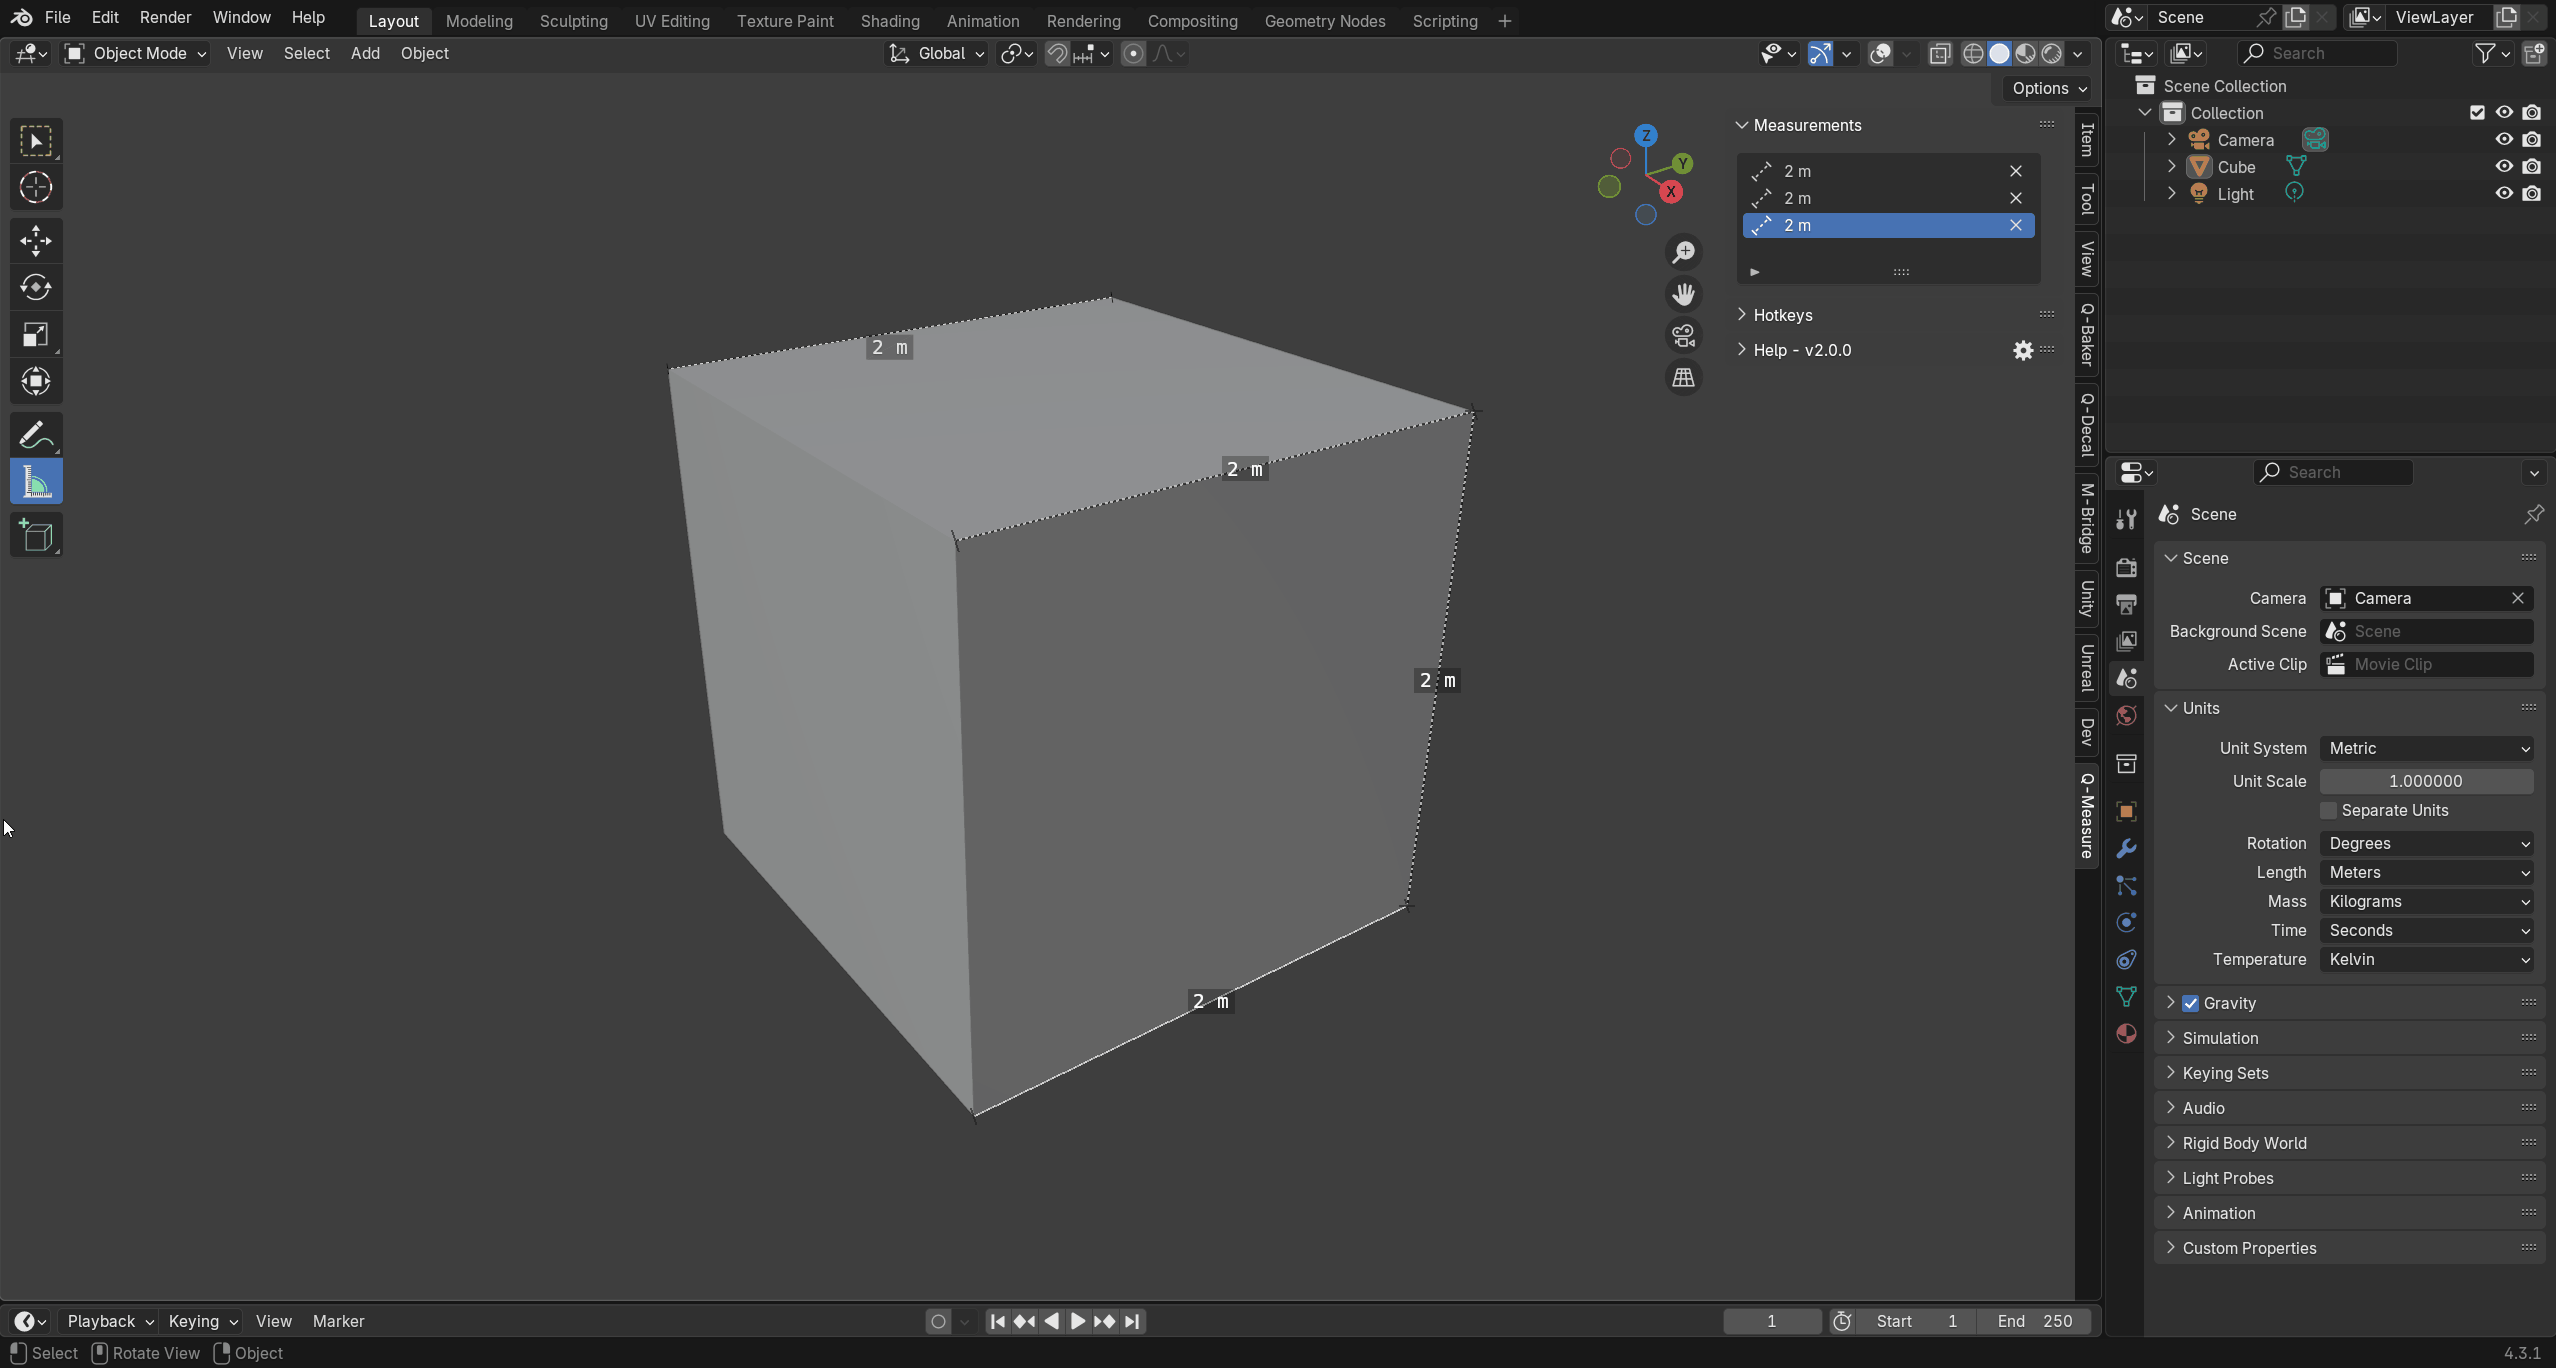 File Edit Render Window Help Layout Modeling Sculpting UV Editing Texture Paint Shading Animation Rendering Compositing Geometry Nodes Scripting + Scene ViewLayer
Object Mode View Select Add Object Global Search
Options
Scene Collection
Collection
Camera
Cube
Light
Z
Y
X
Measurements
2 m
2 m
2 m
Hotkeys
Help - v2.0.0
Item
Tool
View
Q-Baker
Q-Decal
M-Bridge
Unity
Unreal
Dev
Q-Measure
2 m
2 m
2 m
2 m
Search
Scene
Scene
Camera Camera
Background Scene Scene
Active Clip Movie Clip
Units
Unit System Metric
Unit Scale 1.000000
Separate Units
Rotation Degrees
Length Meters
Mass Kilograms
Time Seconds
Temperature Kelvin
Gravity
Simulation
Keying Sets
Audio
Rigid Body World
Light Probes
Animation
Custom Properties
Playback Keying View Marker 1 Start 1 End 250
Select Rotate View Object 4.3.1